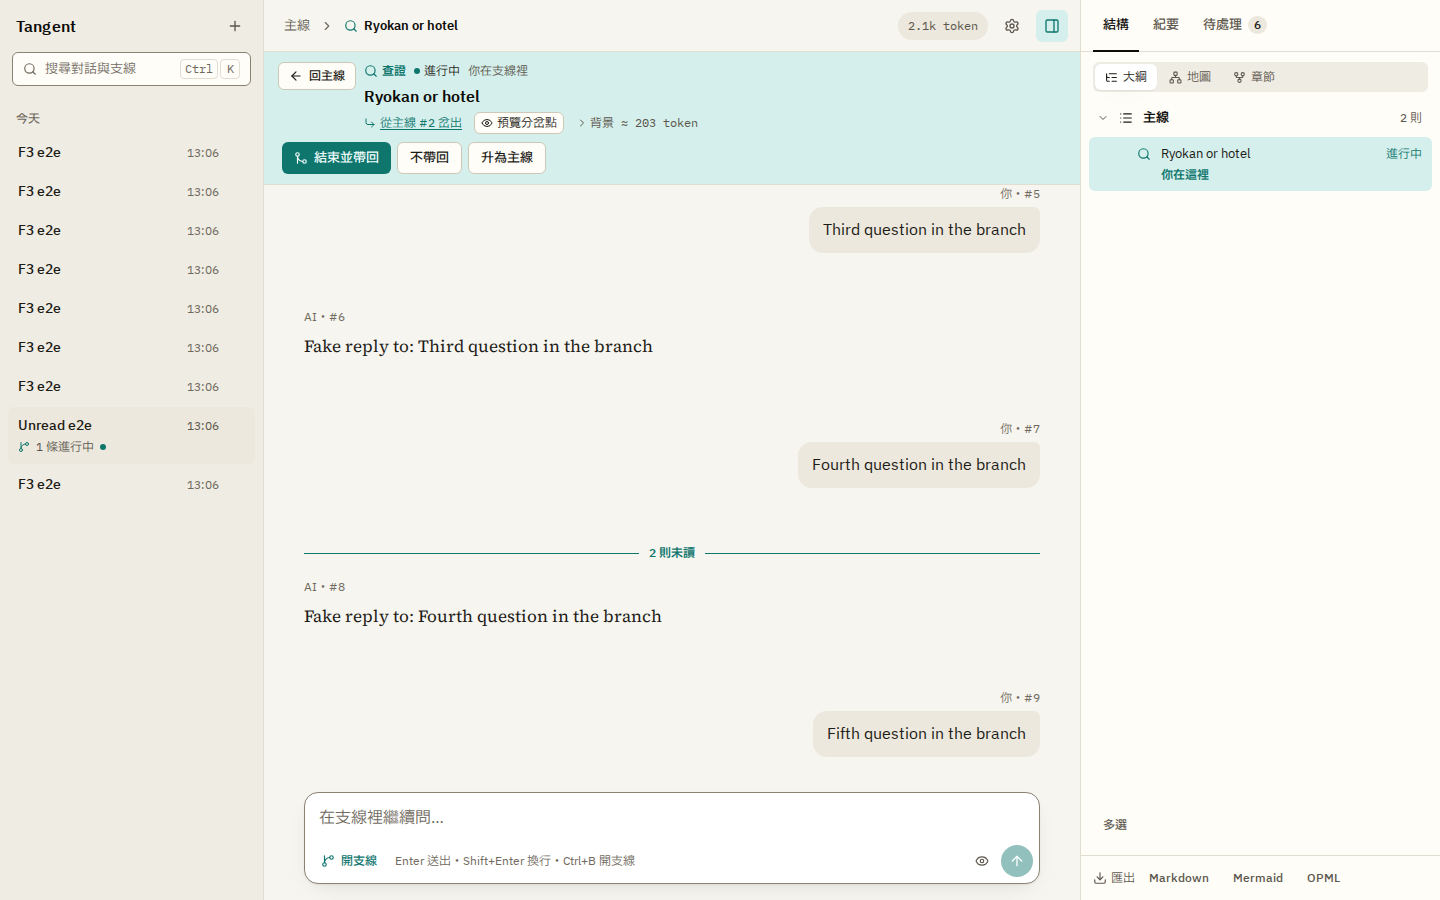 Tangent
搜尋對話與支線 Ctrl K
今天
F3 e2e 13:06
F3 e2e 13:06
F3 e2e 13:06
F3 e2e 13:06
F3 e2e 13:06
F3 e2e 13:06
F3 e2e 13:06
Unread e2e 13:06
1 條進行中
F3 e2e 13:06
主線 Ryokan or hotel 2.1k token
回主線 查證 進行中 你在支線裡
Ryokan or hotel
從主線 #2 岔出 預覽分岔點 背景 ≈ 203 token
結束並帶回 不帶回 升為主線
你 • #5
Third question in the branch
AI • #6
Fake reply to: Third question in the branch
你 • #7
Fourth question in the branch
2 則未讀
AI • #8
Fake reply to: Fourth question in the branch
你 • #9
Fifth question in the branch
在支線裡繼續問…
開支線 Enter 送出・Shift+Enter 換行・Ctrl+B 開支線
結構 紀要 待處理 6
大綱 地圖 章節
主線 2 則
Ryokan or hotel 進行中
你在這裡
多選
匯出 Markdown Mermaid OPML